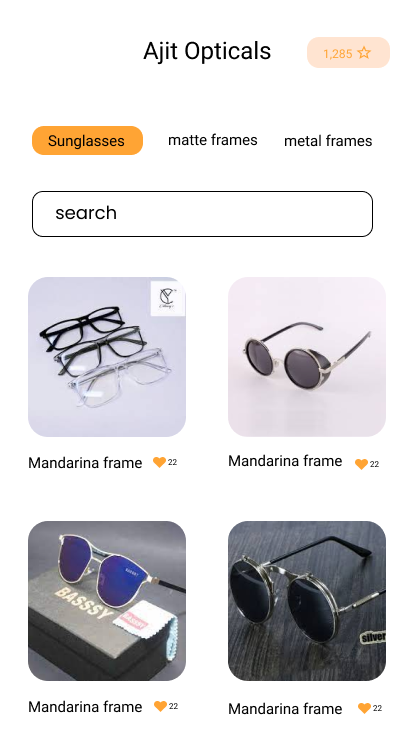 Ajit Opticals
1,285
Sunglasses
matte frames
metal frames
search
Mandarina frame
22
Mandarina frame
22
BASSSY
silver
Mandarina frame
22
Mandarina frame
22